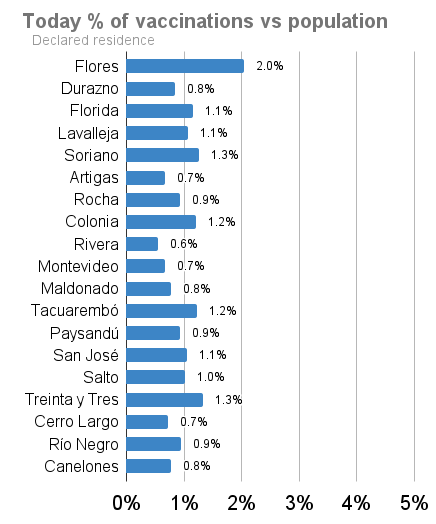 Today % of vaccinations vs population
Declared residence
Flores 2.0%
Durazno 0.8%
Florida 1.1%
Lavalleja 1.1%
Soriano 1.3%
Artigas 0.7%
Rocha 0.9%
Colonia 1.2%
Rivera 0.6%
Montevideo 0.7%
Maldonado 0.8%
Tacuarembó 1.2%
Paysandú 0.9%
San José 1.1%
Salto 1.0%
Treinta y Tres 1.3%
Cerro Largo 0.7%
Río Negro 0.9%
Canelones 0.8%
0% 1% 2% 3% 4% 5%